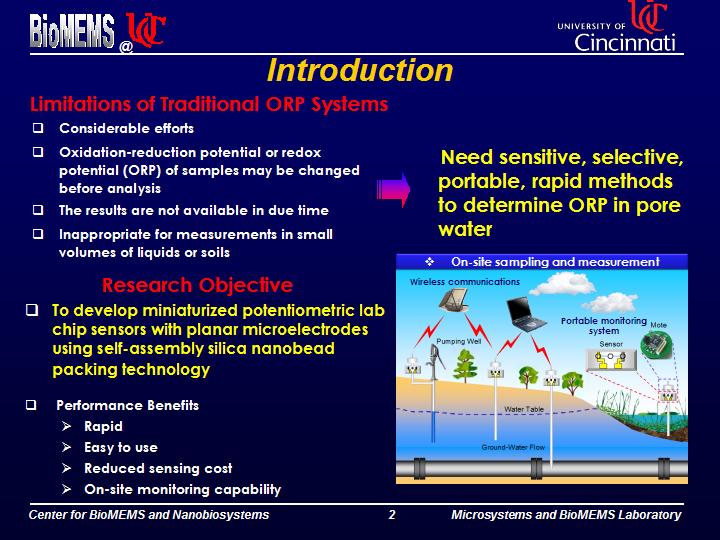 BioMEMS @ UC
UNIVERSITY OF
Cincinnati
Introduction
Limitations of Traditional ORP Systems
Considerable efforts
Oxidation-reduction potential or redox
potential (ORP) of samples may be changed
before analysis
The results are not available in due time
Inappropriate for measurements in small
volumes of liquids or soils
Need sensitive, selective,
portable, rapid methods
to determine ORP in pore
water
Research Objective
To develop miniaturized potentiometric lab
chip sensors with planar microelectrodes
using self-assembly silica nanobead
packing technology
Performance Benefits
Rapid
Easy to use
Reduced sensing cost
On-site monitoring capability
On-site sampling and measurement
Wireless communications
Portable monitoring
system
Mote
Sensor
Pumping Well
Water Table
Ground-Water Flow
Center for BioMEMS and Nanobiosystems
2
Microsystems and BioMEMS Laboratory